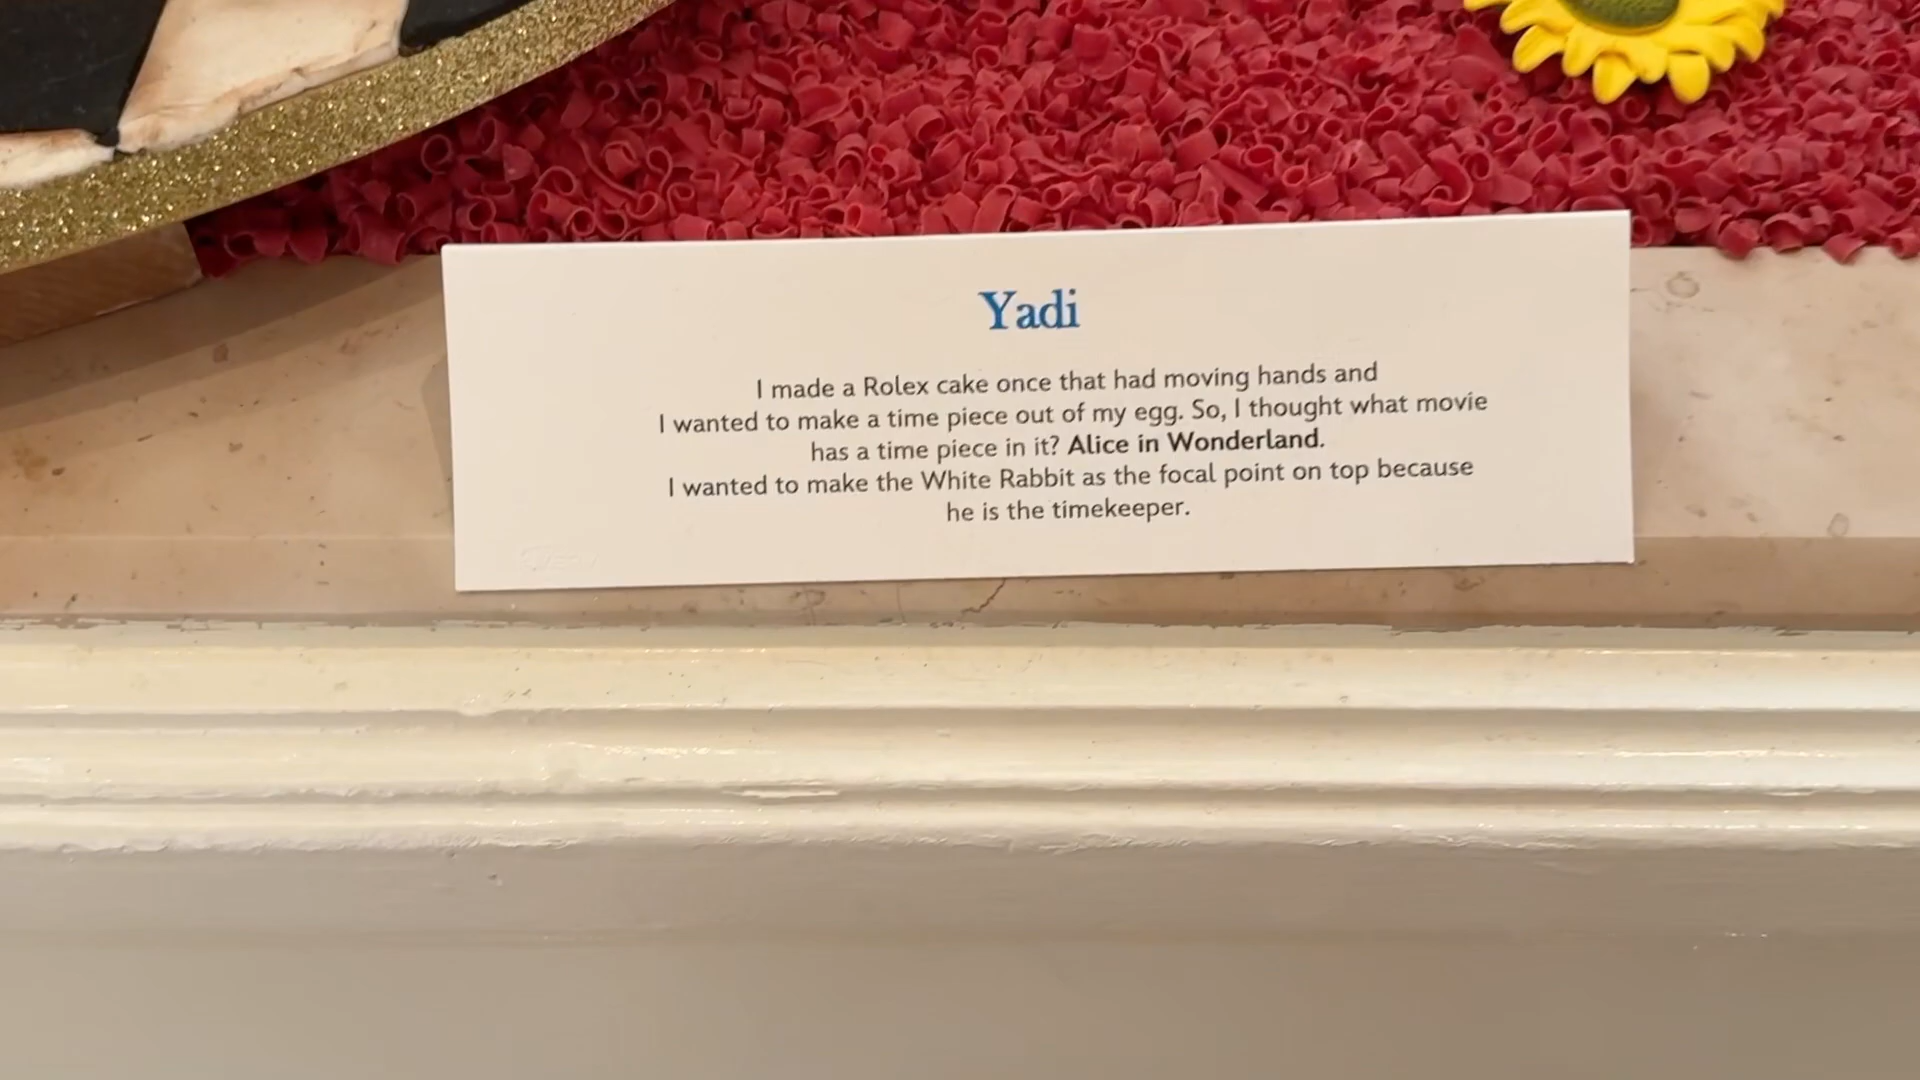 Yadi
I made a Rolex cake once that had moving hands and
I wanted to make a time piece out of my egg. So, I thought what movie
has a time piece in it? Alice in Wonderland.
I wanted to make the White Rabbit as the focal point on top because
he is the timekeeper.